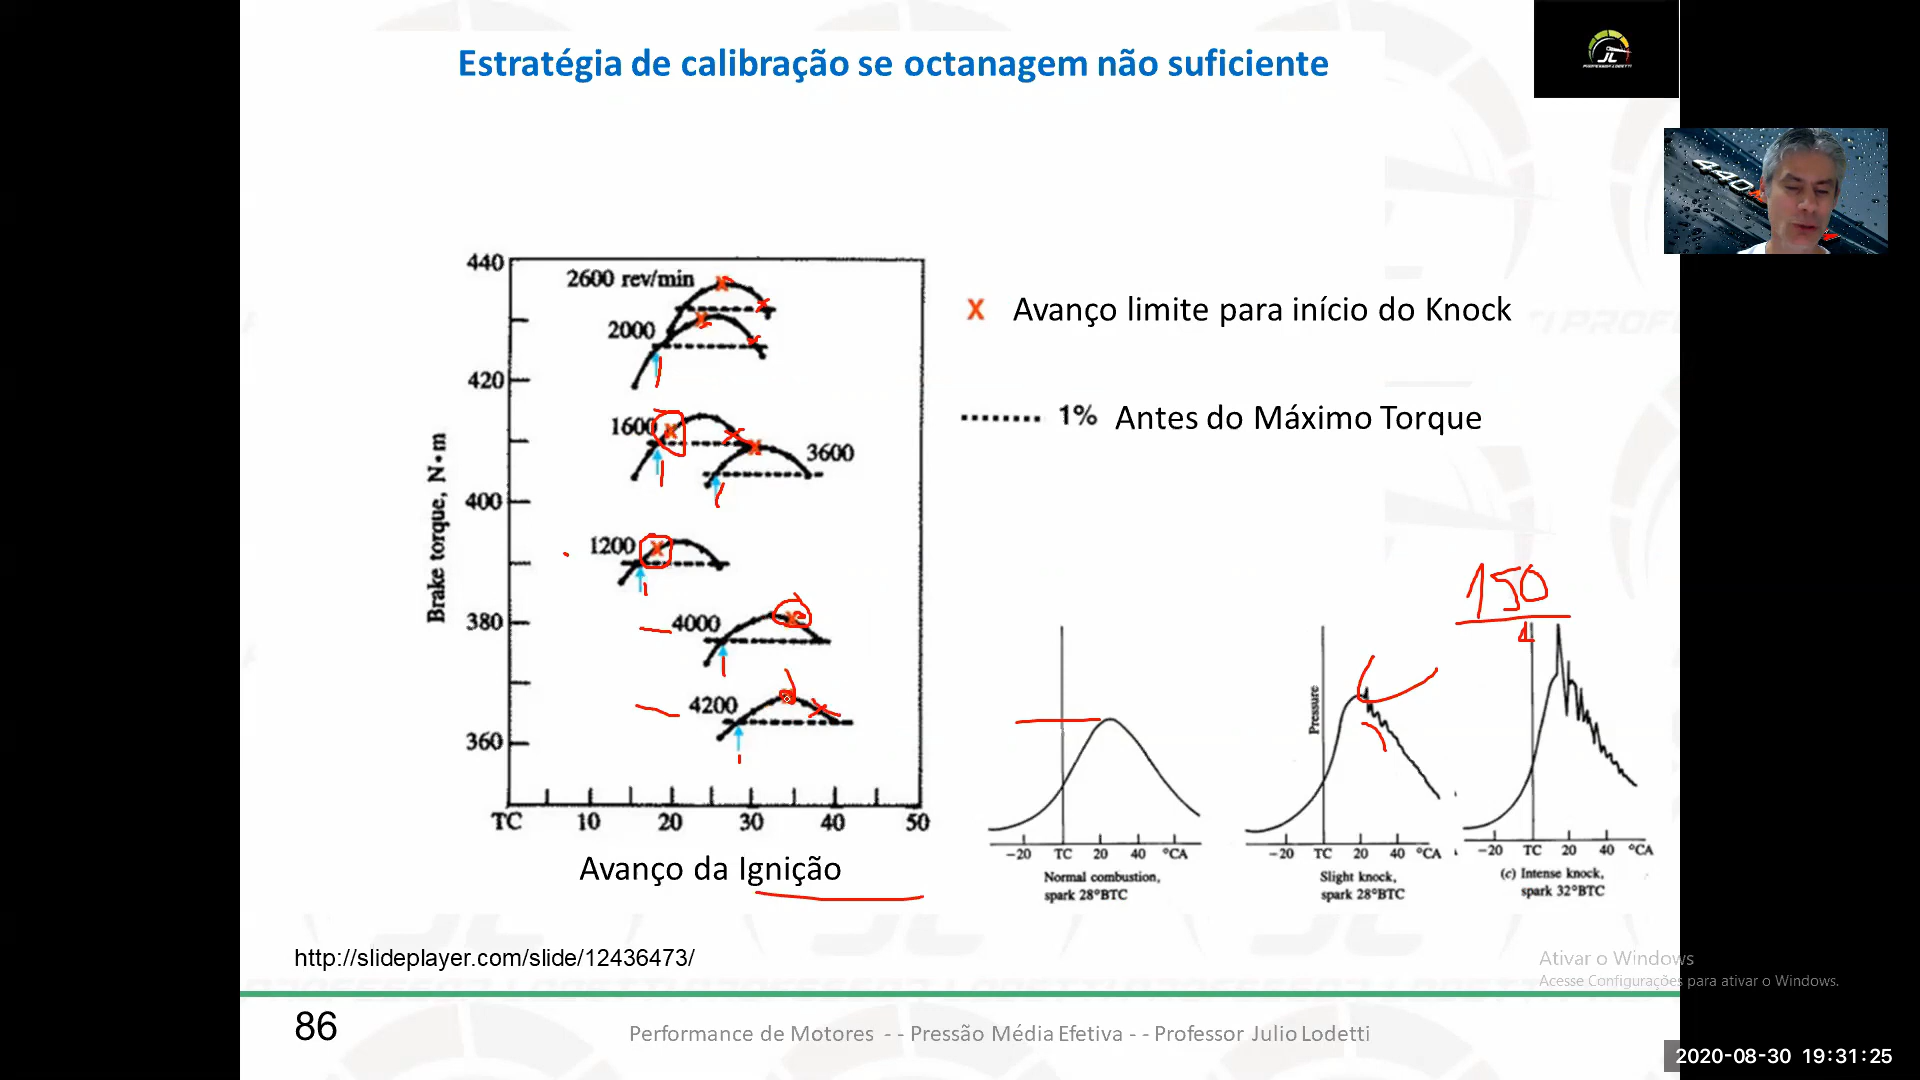 Estratégia de calibração se octanagem não suficiente
PROFESSOR LODETTI
440
440
2600 rev/min
2000
420
1600
3600
400
1200
380
4000
4200
360
Brake torque, N•m
TC 10 20 30 40 50
Avanço da Ignição
X Avanço limite para início do Knock
1% Antes do Máximo Torque
150
1
-20 TC 20 40 °CA
Normal combustion,
spark 28°BTC
Pressure
-20 TC 20 40 °CA
Slight knock,
spark 28°BTC
-20 TC 20 40 °CA
(c) Intense knock,
spark 32°BTC
http://slideplayer.com/slide/12436473/
Ativar o Windows
Acesse Configurações para ativar o Windows.
86
Performance de Motores - - Pressão Média Efetiva - - Professor Julio Lodetti
2020-08-30 19:31:25